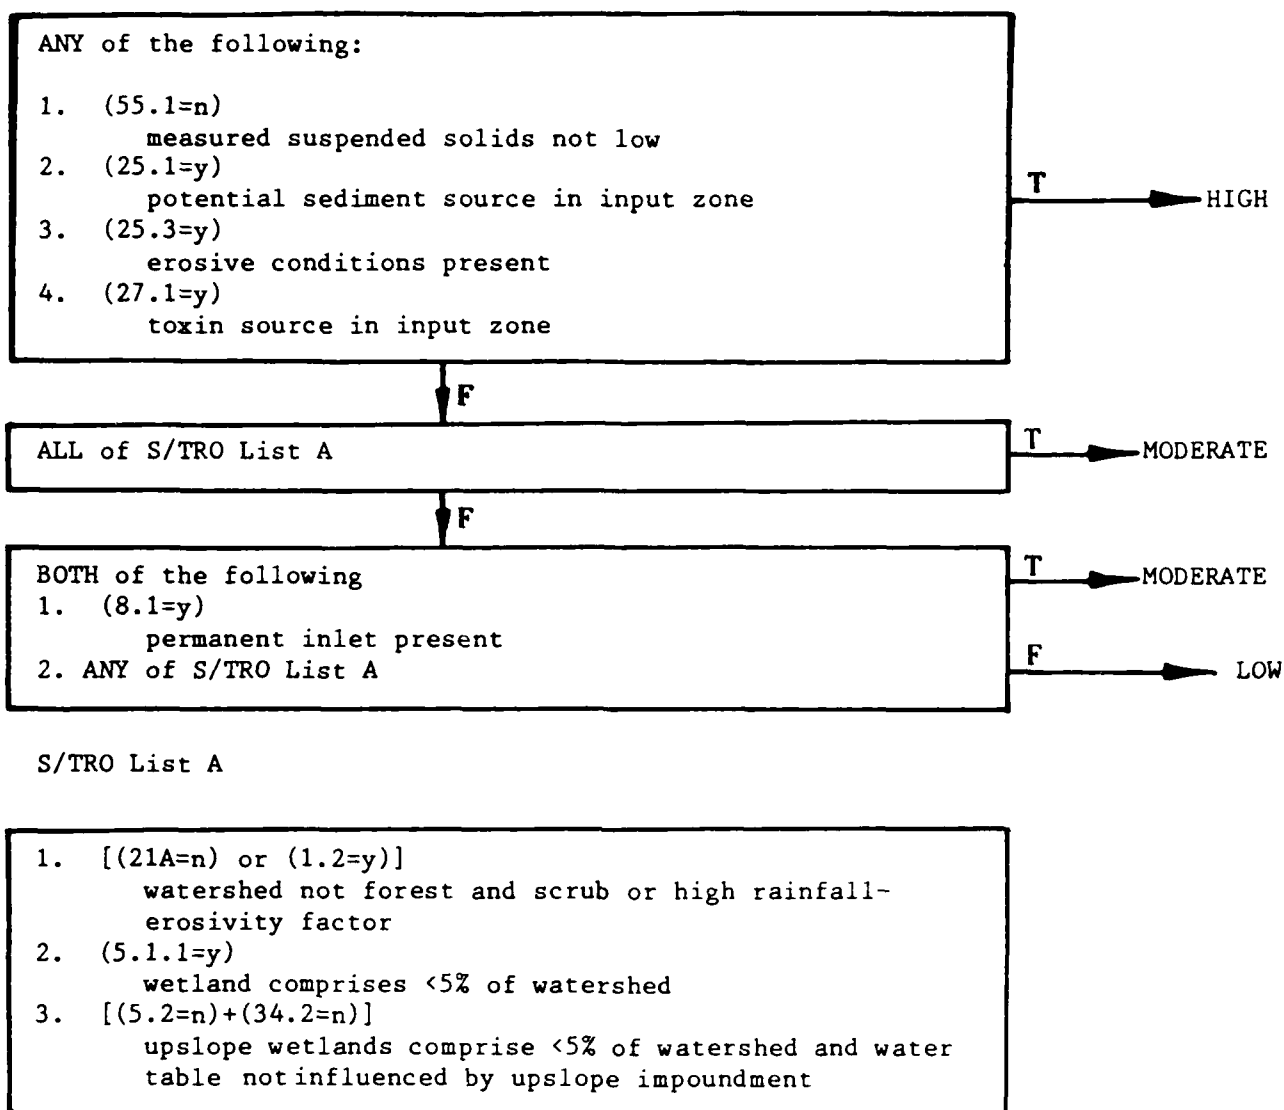 ANY of the following:
1. (55.1=n)
measured suspended solids not low
2. (25.1=y)
potential sediment source in input zone
3. (25.3=y)
erosive conditions present
4. (27.1=y)
toxin source in input zone
T
HIGH
F
ALL of S/TRO List A
T
MODERATE
F
BOTH of the following
1. (8.1=y)
permanent inlet present
2. ANY of S/TRO List A
T
MODERATE
F
LOW
S/TRO List A
1. [(21A=n) or (1.2=y)]
watershed not forest and scrub or high rainfall-
erosivity factor
2. (5.1.1=y)
wetland comprises <5% of watershed
3. [(5.2=n)+(34.2=n)]
upslope wetlands comprise <5% of watershed and water
table not influenced by upslope impoundment